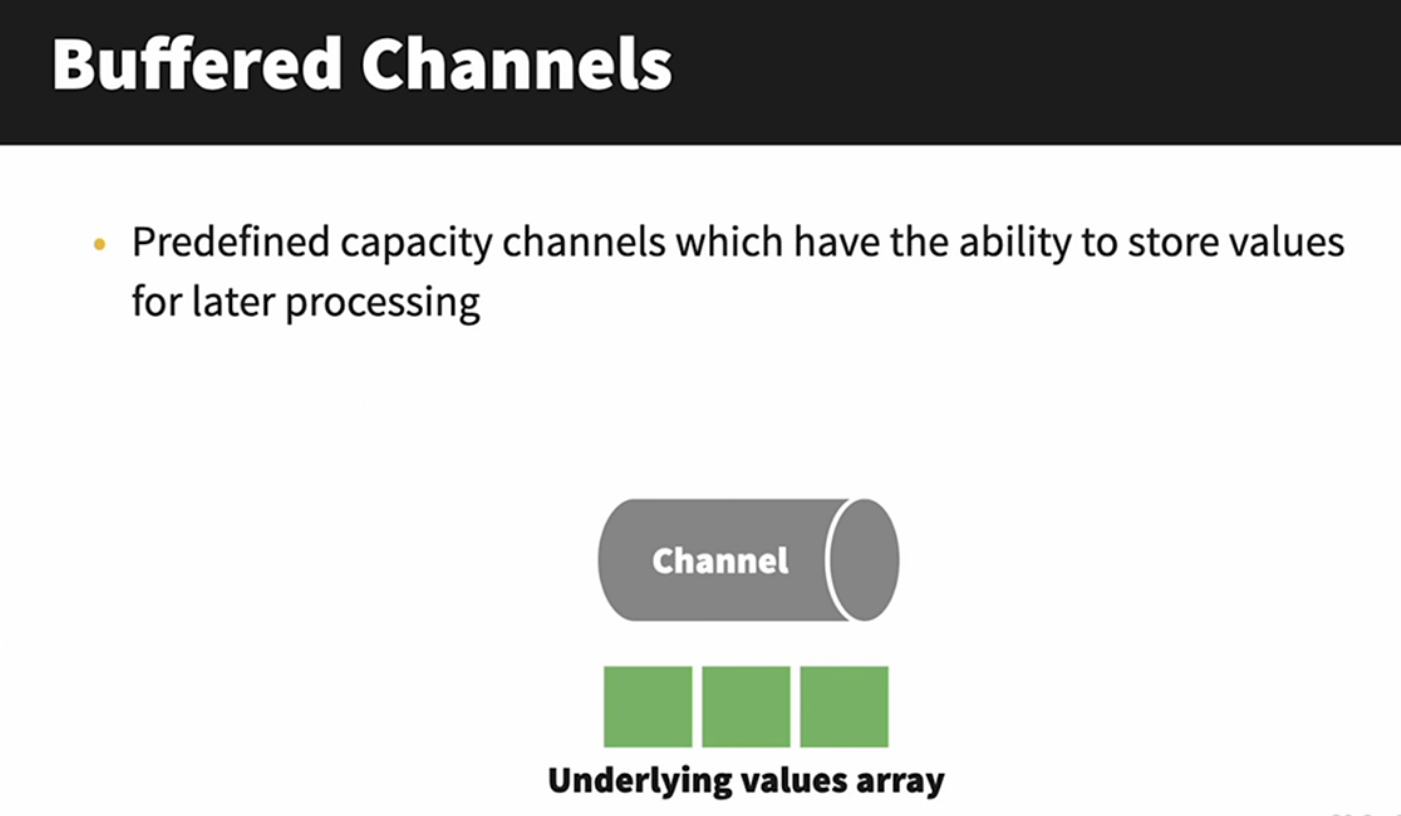 Buffered Channels
• Predefined capacity channels which have the ability to store values
for later processing
Channel
Underlying values array